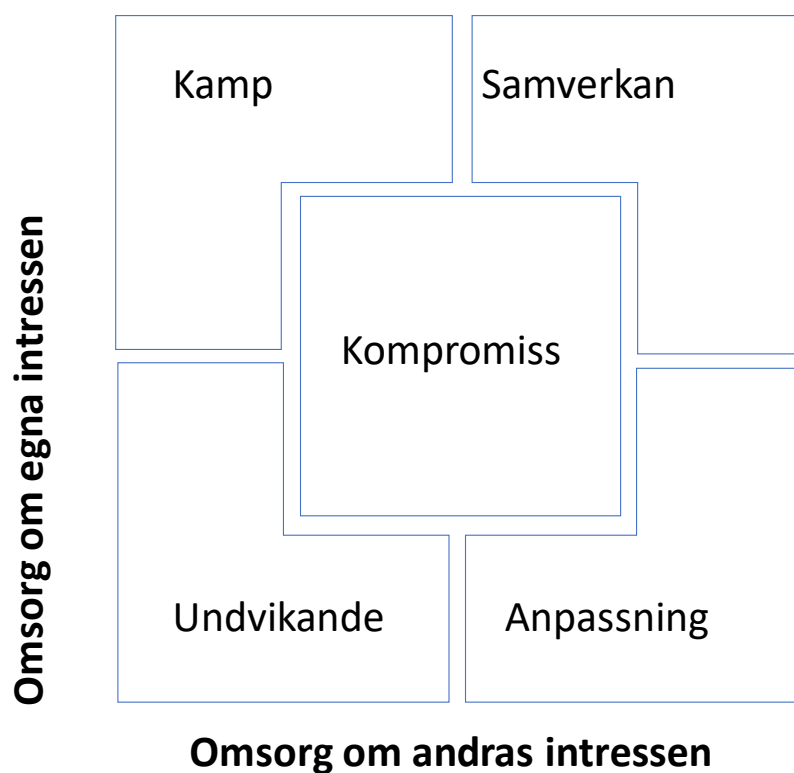 Kamp
Samverkan
Omsorg om egna intressen
Kompromiss
Undvikande
Anpassning
Omsorg om andras intressen